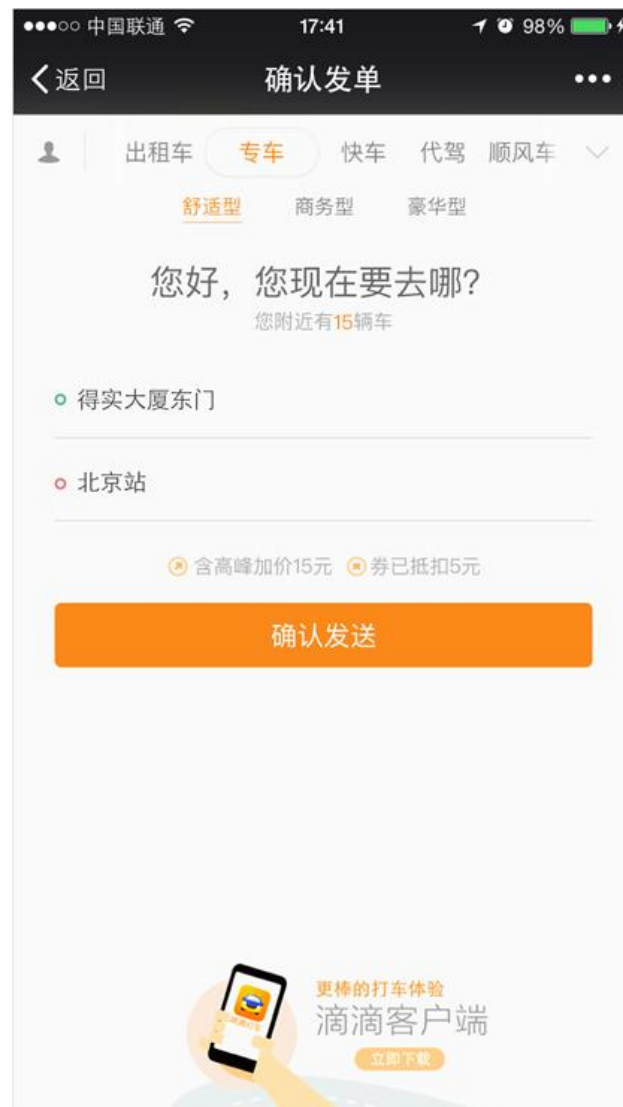 中国联通 17:41 98%
返回 确认发单
出租车 专车 快车 代驾 顺风车
舒适型 商务型 豪华型
您好，您现在要去哪？
您附近有15辆车
得实大厦东门
北京站
含高峰加价15元 券已抵扣5元
确认发送
更棒的打车体验
滴滴客户端
立即下载